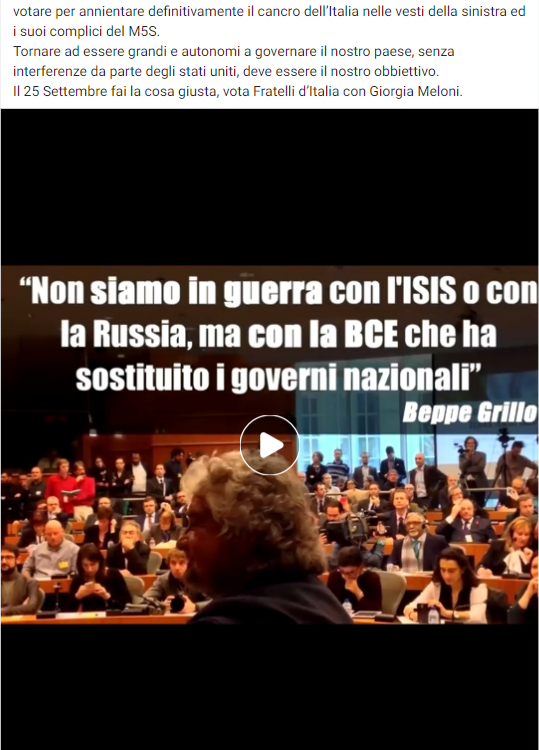 votare per annientare definitivamente il cancro dell'Italia nelle vesti della sinistra ed
i suoi complici del M5S.
Tornare ad essere grandi e autonomi a governare il nostro paese, senza
interferenze da parte degli stati uniti, deve essere il nostro obbiettivo.
Il 25 Settembre fai la cosa giusta, vota Fratelli d'Italia con Giorgia Meloni.
“Non siamo in guerra con l'ISIS o con
la Russia, ma con la BCE che ha
sostituito i governi nazionali”
Beppe Grillo